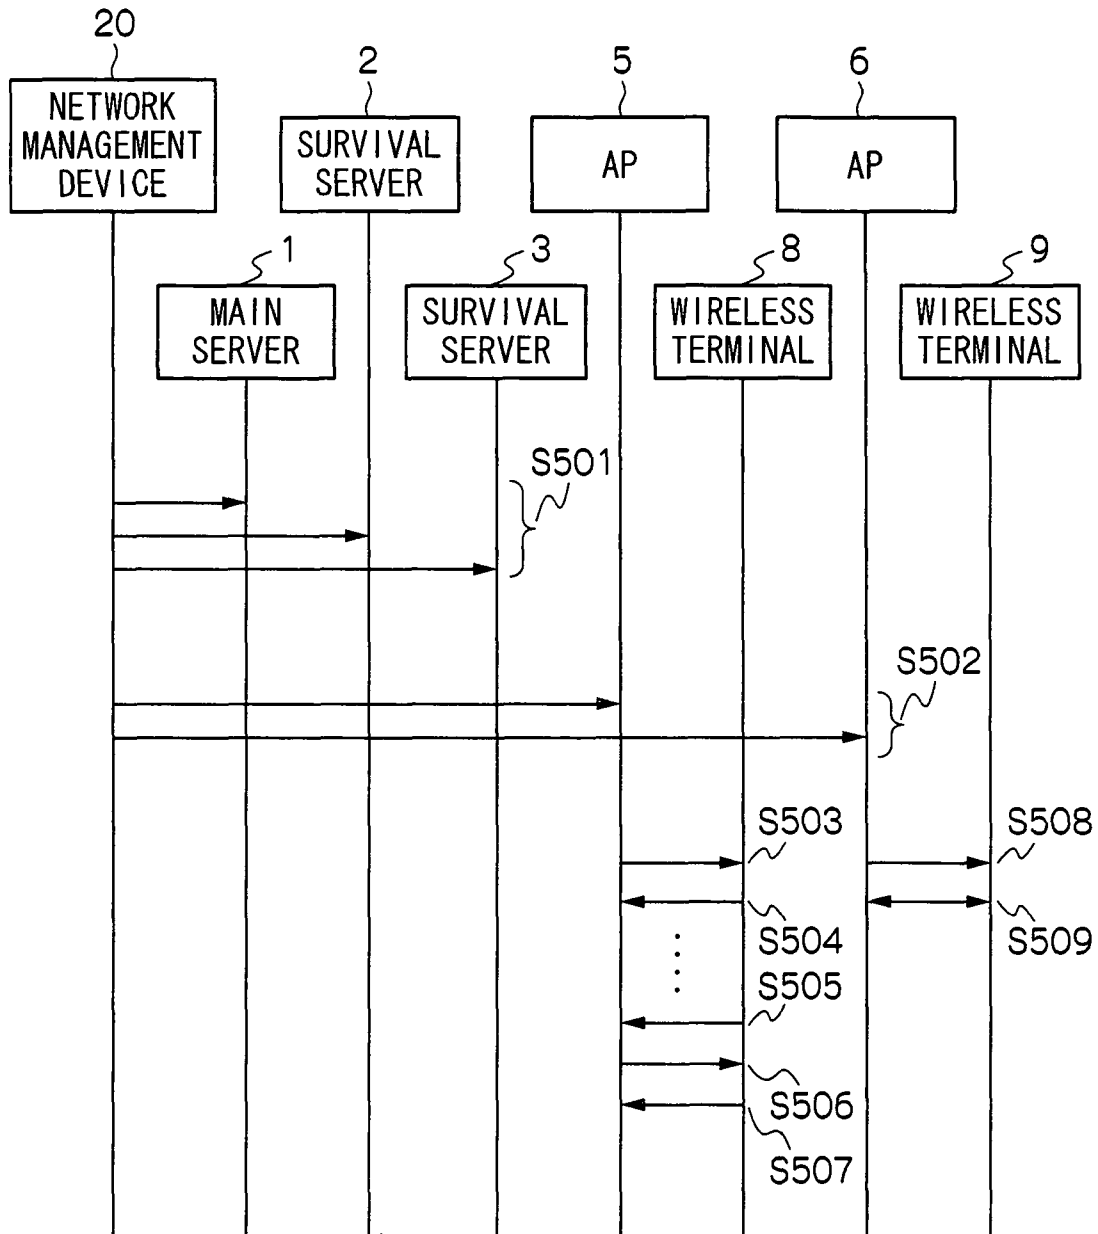 20
2
5
6
NETWORK
MANAGEMENT
DEVICE
SURVIVAL
SERVER
AP
AP
1
3
8
9
MAIN
SERVER
SURVIVAL
SERVER
WIRELESS
TERMINAL
WIRELESS
TERMINAL
S501
S502
S503
S508
S504
S509
S505
S506
S507